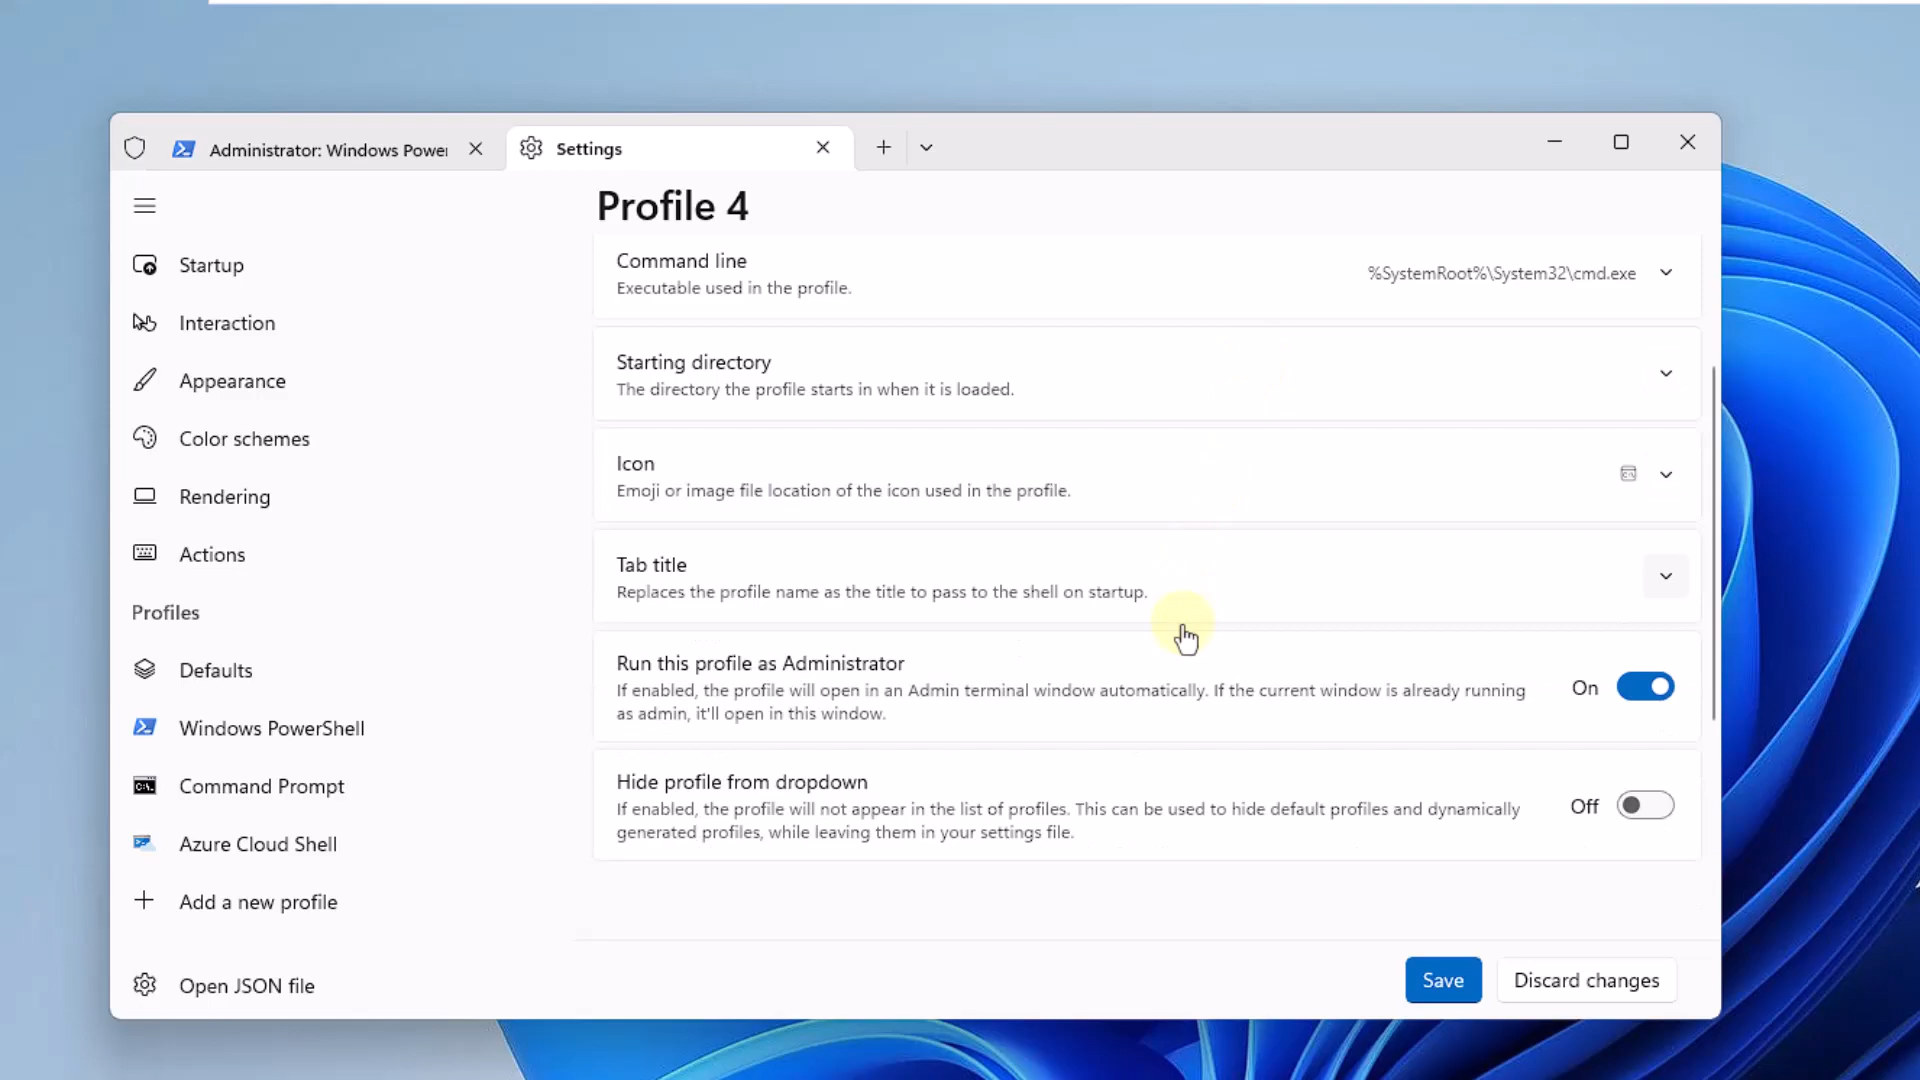 Administrator: Windows Power
Settings
Profile 4
Startup
Interaction
Appearance
Color schemes
Rendering
Actions
Profiles
Defaults
Windows PowerShell
Command Prompt
Azure Cloud Shell
Add a new profile
Open JSON file
Command line
Executable used in the profile.
%SystemRoot%\System32\cmd.exe
Starting directory
The directory the profile starts in when it is loaded.
Icon
Emoji or image file location of the icon used in the profile.
Tab title
Replaces the profile name as the title to pass to the shell on startup.
Run this profile as Administrator
If enabled, the profile will open in an Admin terminal window automatically. If the current window is already running
as admin, it'll open in this window.
On
Hide profile from dropdown
If enabled, the profile will not appear in the list of profiles. This can be used to hide default profiles and dynamically
generated profiles, while leaving them in your settings file.
Off
Save
Discard changes